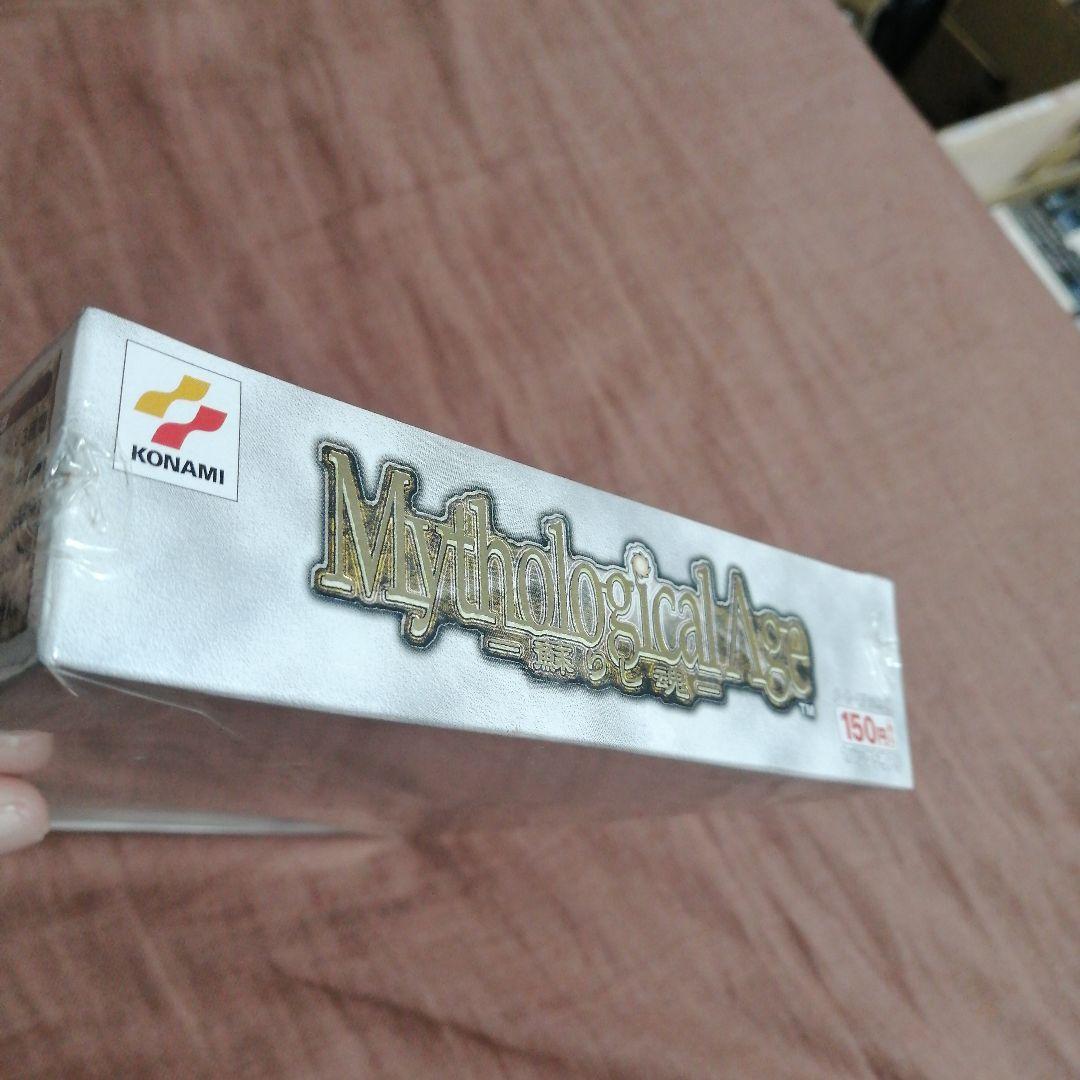 KONAMI
Mythological Age
－蘇りし魂－
TM
150円